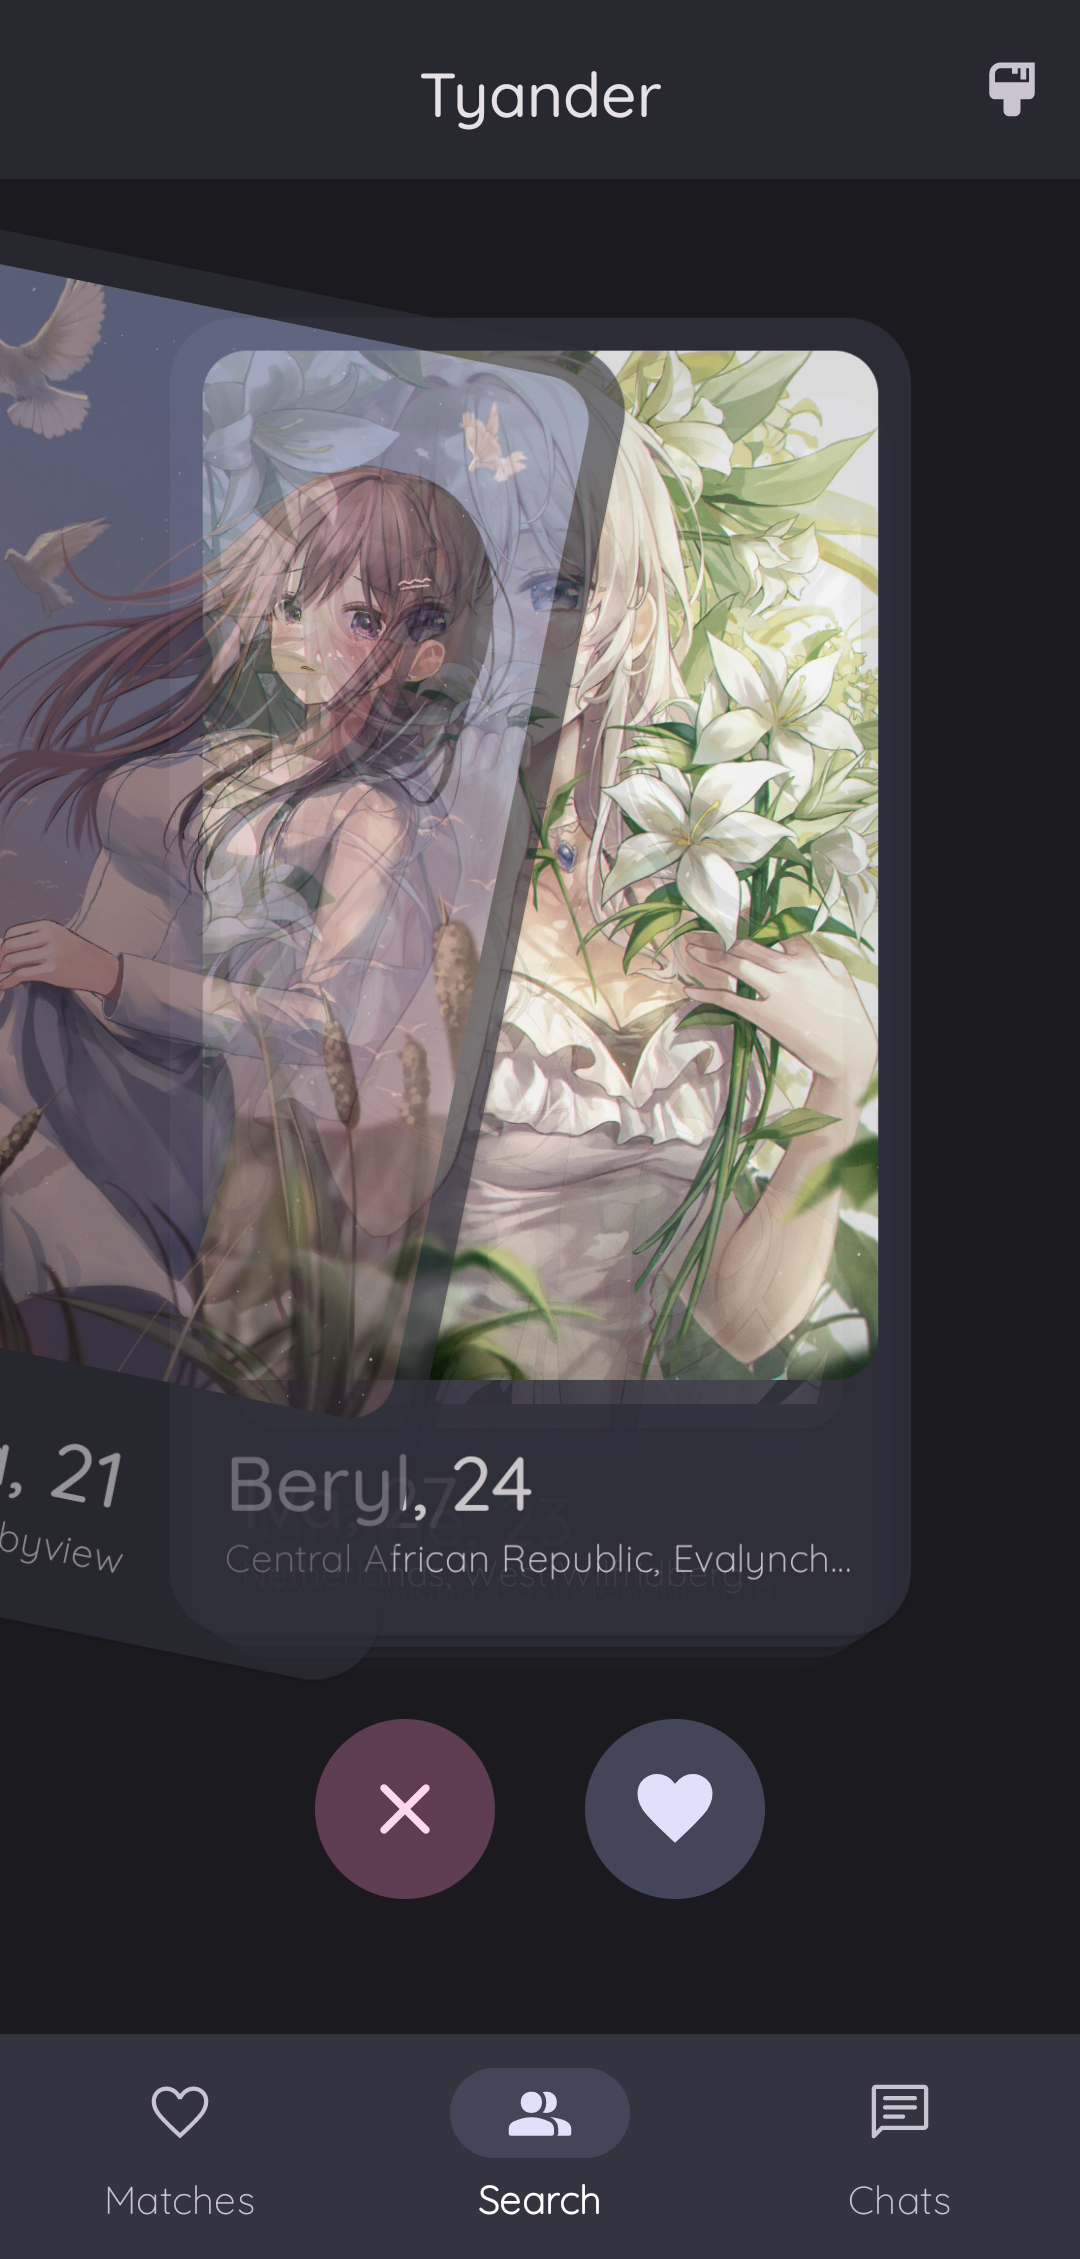 Tyander
, 21
byview
Beryl, 24
Central African Republic, Evalynch...
Matches
Search
Chats